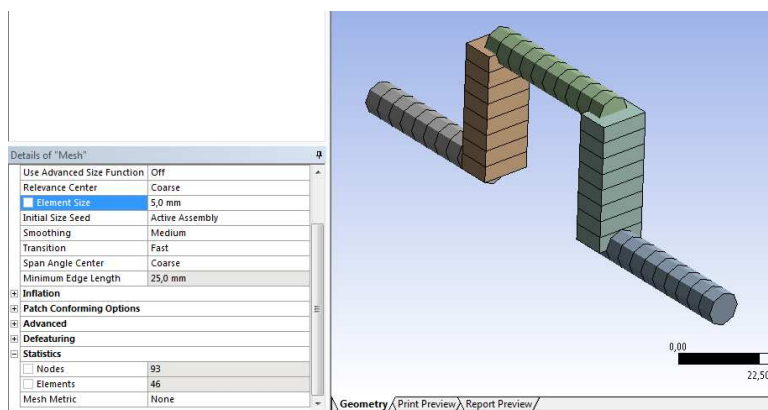 Details of "Mesh"
Use Advanced Size Function Off
Relevance Center Coarse
Element Size 5,0 mm
Initial Size Seed Active Assembly
Smoothing Medium
Transition Fast
Span Angle Center Coarse
Minimum Edge Length 25,0 mm
Inflation
Patch Conforming Options
Advanced
Defeaturing
Statistics
Nodes 93
Elements 46
Mesh Metric None
0,00
22,50
Geometry Print Preview Report Preview